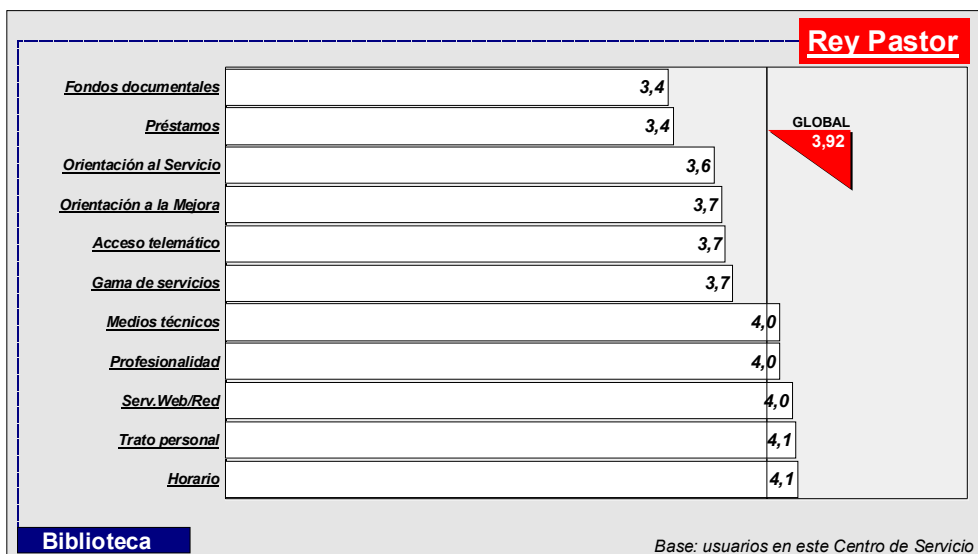 Rey Pastor
Fondos documentales 3,4
Préstamos 3,4
GLOBAL
3,92
Orientación al Servicio 3,6
Orientación a la Mejora 3,7
Acceso telemático 3,7
Gama de servicios 3,7
Medios técnicos 4,0
Profesionalidad 4,0
Serv.Web/Red 4,0
Trato personal 4,1
Horario 4,1
Biblioteca
Base: usuarios en este Centro de Servicio